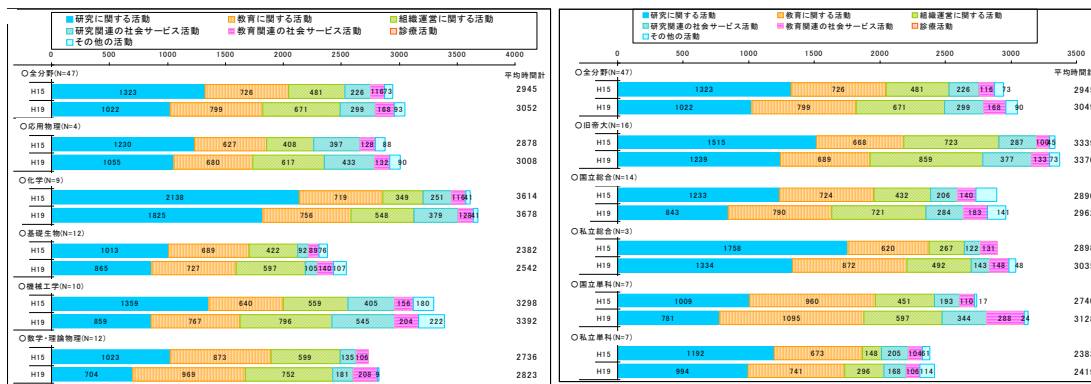 研究に関する活動 教育に関する活動 組織運営に関する活動
研究関連の社会サービス活動 教育関連の社会サービス活動 診療活動
その他の活動
0 500 1000 1500 2000 2500 3000 3500 4000
○全分野(N=47) 平均時間計
H15 1323 726 481 226 116 73 2945
H19 1022 799 671 299 168 93 3052
○応用物理(N=4)
H15 1230 627 408 397 128 88 2878
H19 1055 680 617 433 132 90 3008
○化学(N=9)
H15 2138 719 349 251 116 41 3614
H19 1825 756 548 379 128 41 3678
○基礎生物(N=12)
H15 1013 689 422 92 89 76 2382
H19 865 727 597 105 140 107 2542
○機械工学(N=10)
H15 1359 640 559 405 156 180 3298
H19 859 767 796 545 204 222 3392
○数学・理論物理(N=12)
H15 1023 873 599 135 106 2736
H19 704 969 752 181 208 9 2823
研究に関する活動 教育に関する活動 組織運営に関する活動
研究関連の社会サービス活動 教育関連の社会サービス活動 診療活動
その他の活動
0 500 1000 1500 2000 2500 3000 3500
○全分野(N=47) 平均時間計
H15 1323 726 481 226 116 73
H19 1022 799 671 299 168 90
○旧帝大(N=16)
H15 1515 668 723 287 100 45
H19 1239 689 859 377 133 73
○国立総合(N=14)
H15 1233 724 432 206 140
H19 843 790 721 284 183 141
○私立総合(N=3)
H15 1758 620 267 122 131
H19 1334 872 492 143 148 48
○国立単科(N=7)
H15 1009 960 451 193 110 17
H19 781 1095 597 344 288 24
○私立単科(N=7)
H15 1192 673 148 205 104 61
H19 994 741 296 168 106 114